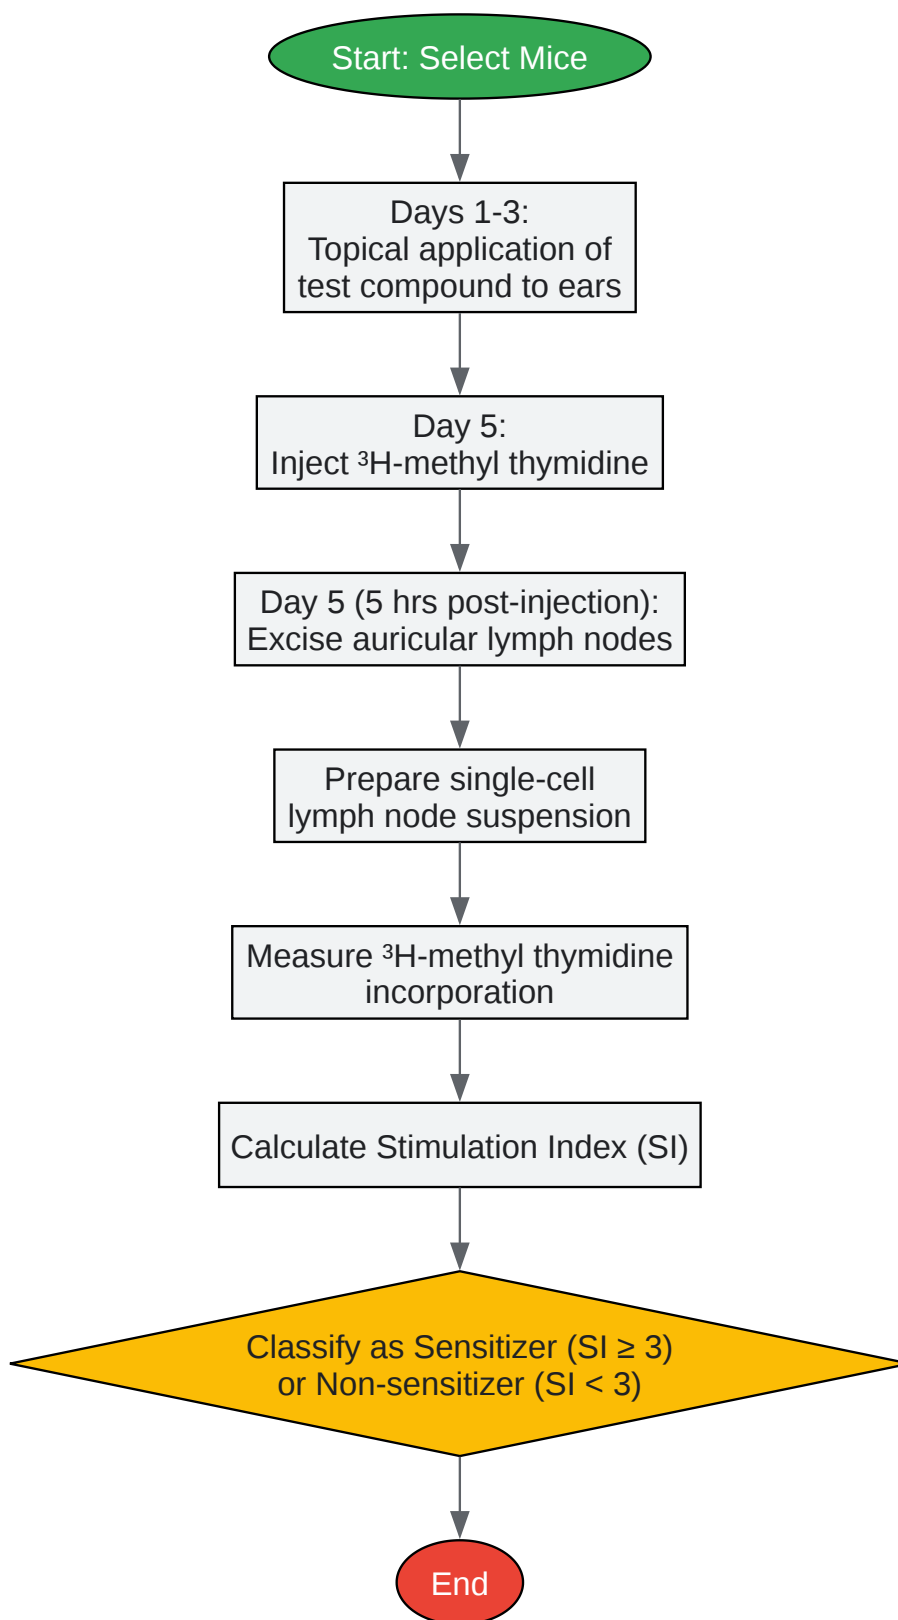 Start: Select Mice
Days 1-3:
Topical application of
test compound to ears
Day 5:
Inject ³H-methyl thymidine
Day 5 (5 hrs post-injection):
Excise auricular lymph nodes
Prepare single-cell
lymph node suspension
Measure ³H-methyl thymidine
incorporation
Calculate Stimulation Index (SI)
Classify as Sensitizer (SI ≥ 3)
or Non-sensitizer (SI < 3)
End